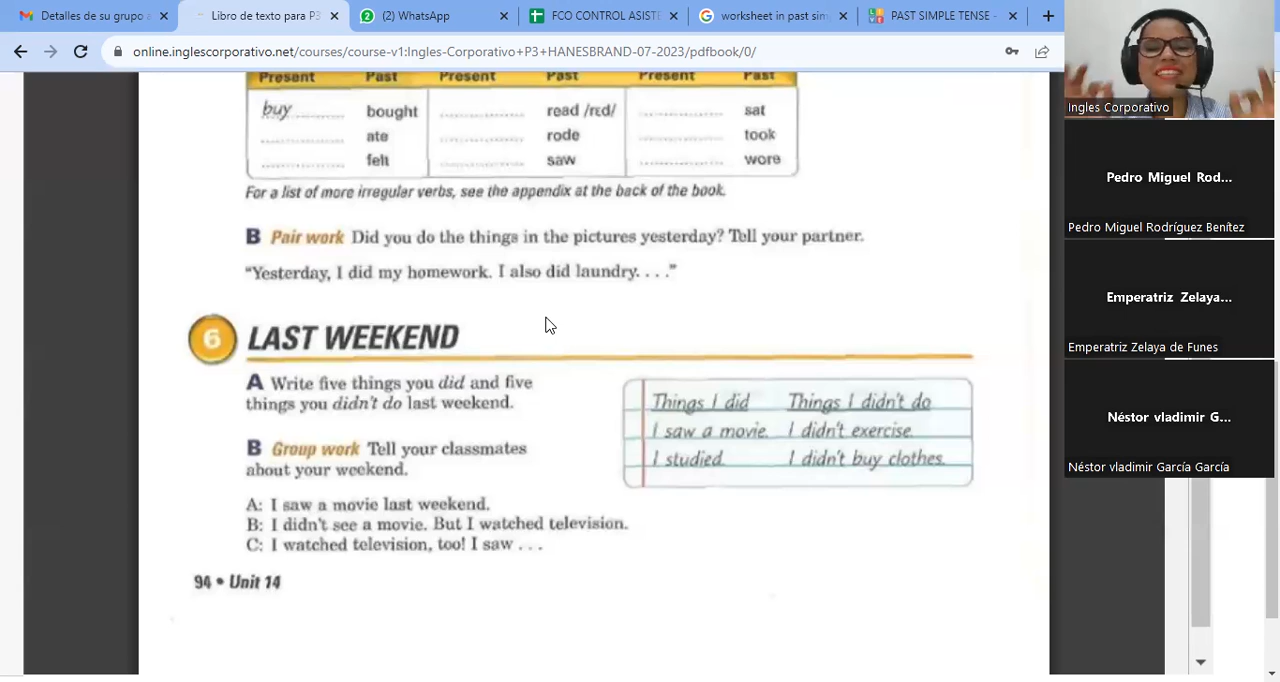 Detalles de su grupo a
Libro de texto para P3
(2) WhatsApp
FCO CONTROL ASISTE
worksheet in past sim
PAST SIMPLE TENSE -
online.inglescorporativo.net/courses/course-v1:Ingles-Corporativo+P3+HANESBRAND-07-2023/pdfbook/0/
Present Past Present Past Present Past
buy bought read /rɛd/ sat
ate rode took
felt saw wore
For a list of more irregular verbs, see the appendix at the back of the book.
B Pair work Did you do the things in the pictures yesterday? Tell your partner.
"Yesterday, I did my homework. I also did laundry. . . ."
6 LAST WEEKEND
A Write five things you did and five
things you didn't do last weekend.
B Group work Tell your classmates
about your weekend.
A: I saw a movie last weekend.
B: I didn't see a movie. But I watched television.
C: I watched television, too! I saw . . .
Things I did Things I didn't do
I saw a movie. I didn't exercise.
I studied. I didn't buy clothes.
94 • Unit 14
Ingles Corporativo
Pedro Miguel Rod...
Pedro Miguel Rodríguez Benítez
Emperatriz Zelaya...
Emperatriz Zelaya de Funes
Néstor vladimir G...
Néstor vladimir García García